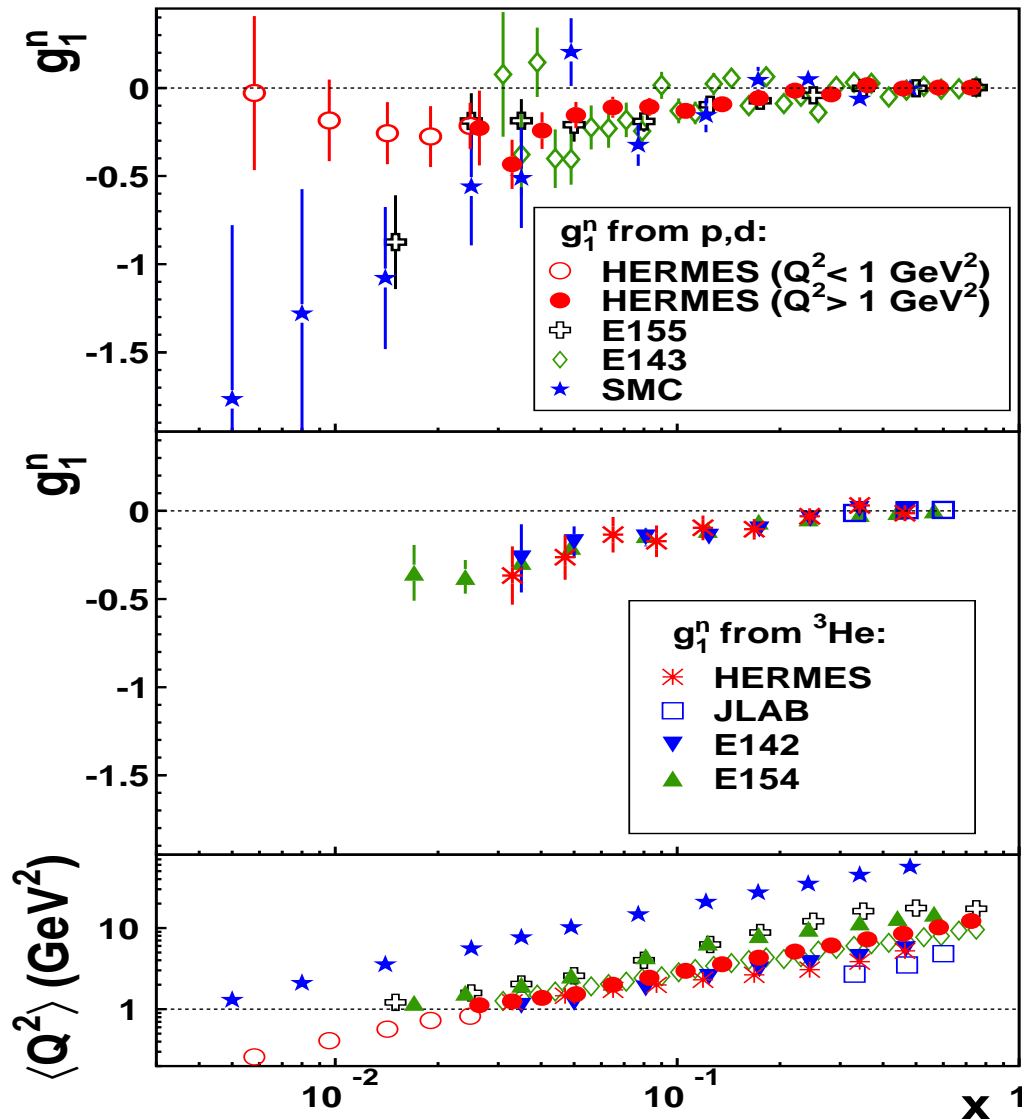 g₁ⁿ
0
-0.5
-1
-1.5
g₁ⁿ from p,d:
HERMES (Q²< 1 GeV²)
HERMES (Q²> 1 GeV²)
E155
E143
SMC
g₁ⁿ
0
-0.5
-1
-1.5
g₁ⁿ from ³He:
HERMES
JLAB
E142
E154
⟨Q²⟩ (GeV²)
10
1
10⁻² 10⁻¹ 1
x